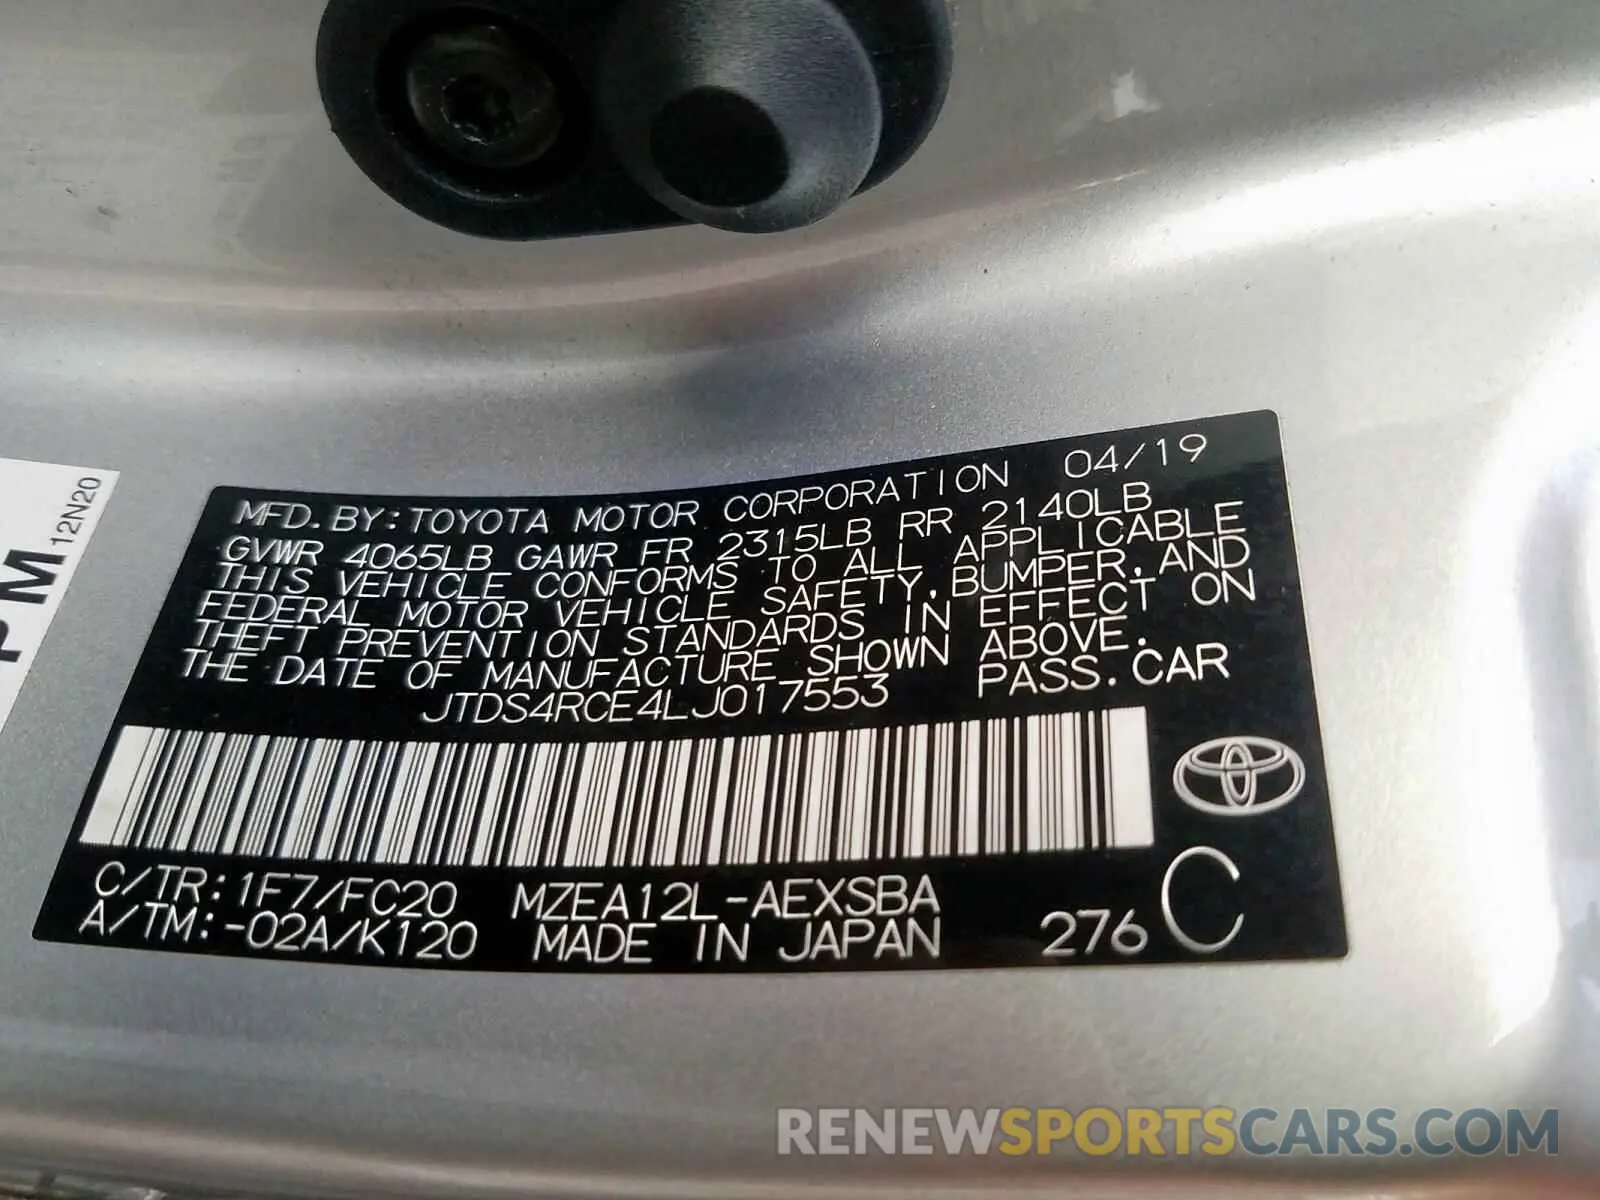 MFD. BY: TOYOTA MOTOR CORPORATION 04/19
GVWR 4065LB GAWR FR 2315LB RR 2140LB
THIS VEHICLE CONFORMS TO ALL APPLICABLE
FEDERAL MOTOR VEHICLE SAFETY, BUMPER, AND
THEFT PREVENTION STANDARDS IN EFFECT ON
THE DATE OF MANUFACTURE SHOWN ABOVE.
JTDS4RCE4LJ017553 PASS. CAR
C/TR: 1F7/FC20 MZEA12L-AEXSBA
A/TM: -02A/K120 MADE IN JAPAN 276 C
PM
12N20
RENEWSPORTSCARS.COM